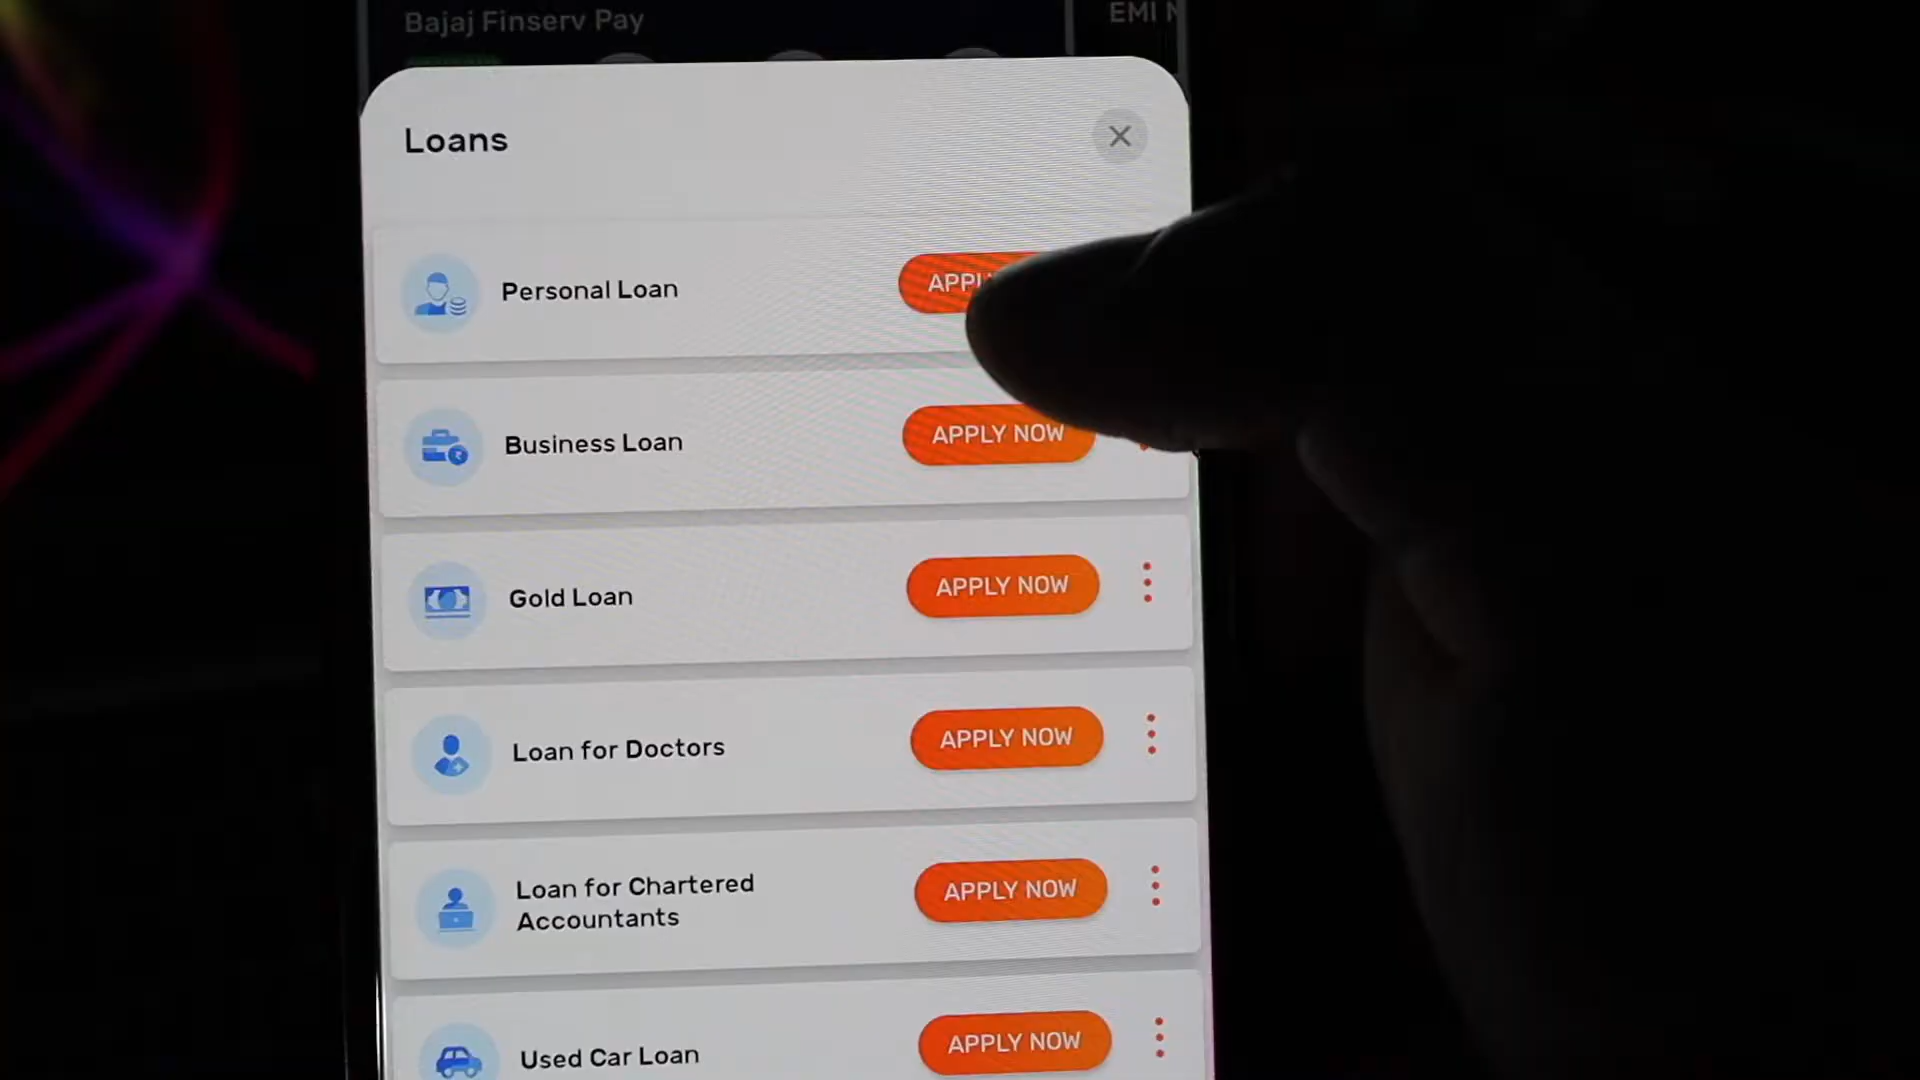 Bajaj Finserv Pay
EMI
Loans
Personal Loan
Business Loan
APPLY NOW
Gold Loan
APPLY NOW
Loan for Doctors
APPLY NOW
Loan for Chartered
Accountants
APPLY NOW
Used Car Loan
APPLY NOW